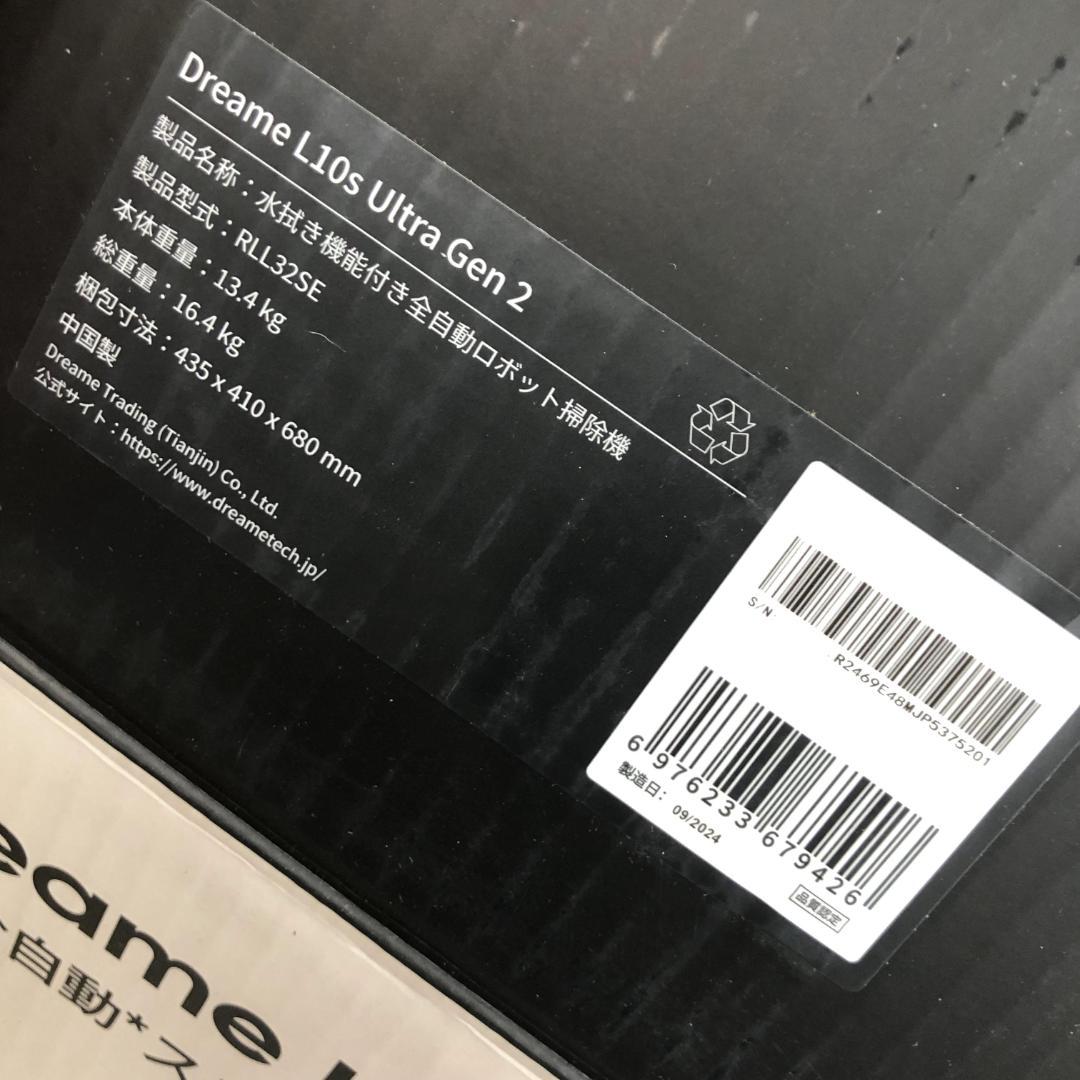 Dreame L10s Ultra Gen 2
製品名称：水拭き機能付き全自動ロボット掃除機
製品型式：RLL32SE
本体重量：13.4 kg
総重量：16.4 kg
梱包寸法：435 x 410 x 680 mm
中国製
Dreame Trading (Tianjin) Co., Ltd.
公式サイト：https://www.dreametech.jp/
S/N:
R2469E48MJP5375201
6 976233 679426
製造日： 09/2024
品質認定
eame
自動*ス